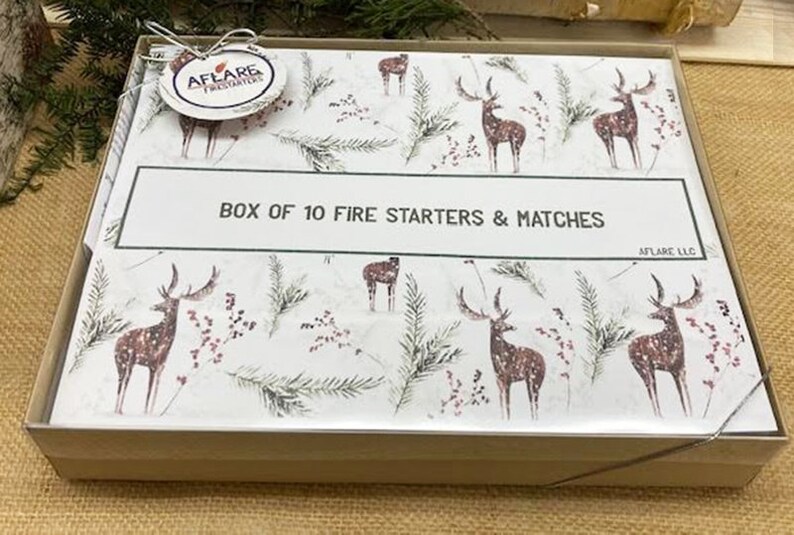 AFLARE
FIRESTARTERS
BOX OF 10 FIRE STARTERS & MATCHES
AFLARE LLC